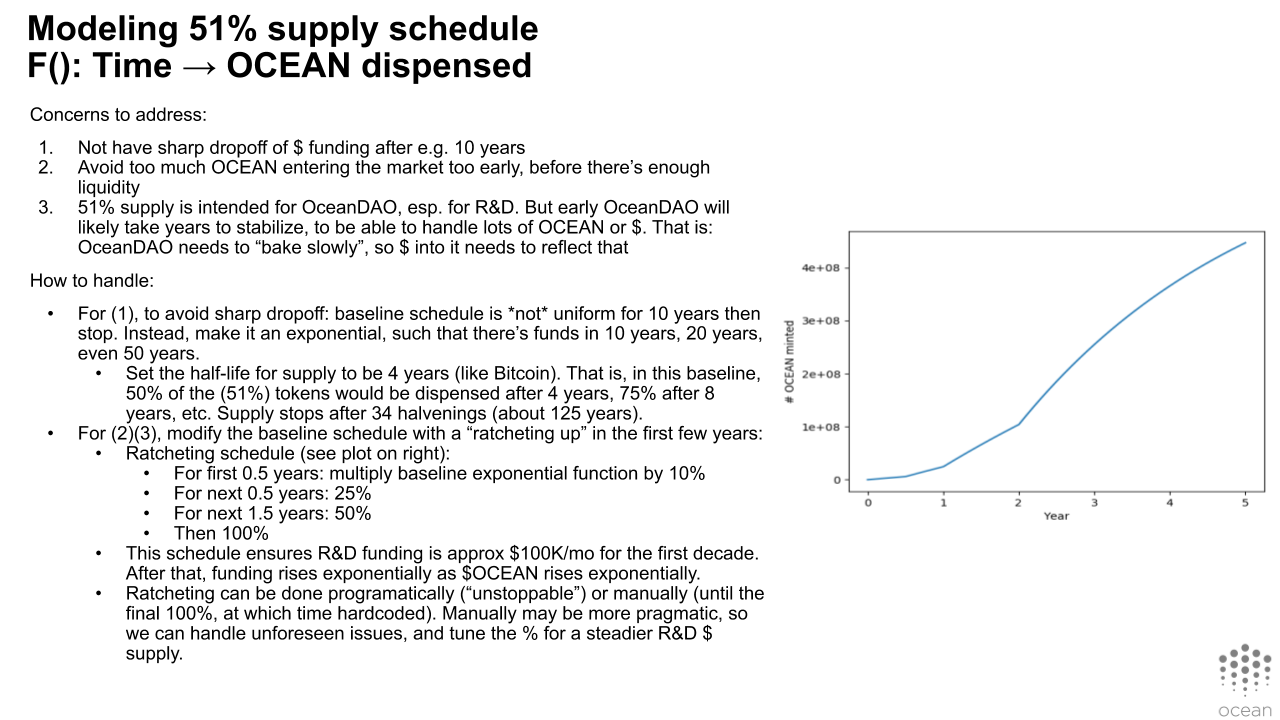 Modeling 51% supply schedule
F(): Time → OCEAN dispensed
Concerns to address:
1. Not have sharp dropoff of $ funding after e.g. 10 years
2. Avoid too much OCEAN entering the market too early, before there’s enough
liquidity
3. 51% supply is intended for OceanDAO, esp. for R&D. But early OceanDAO will
likely take years to stabilize, to be able to handle lots of OCEAN or $. That is:
OceanDAO needs to “bake slowly”, so $ into it needs to reflect that
How to handle:
• For (1), to avoid sharp dropoff: baseline schedule is *not* uniform for 10 years then
stop. Instead, make it an exponential, such that there’s funds in 10 years, 20 years,
even 50 years.
• Set the half-life for supply to be 4 years (like Bitcoin). That is, in this baseline,
50% of the (51%) tokens would be dispensed after 4 years, 75% after 8
years, etc. Supply stops after 34 halvenings (about 125 years).
• For (2)(3), modify the baseline schedule with a “ratcheting up” in the first few years:
• Ratcheting schedule (see plot on right):
• For first 0.5 years: multiply baseline exponential function by 10%
• For next 0.5 years: 25%
• For next 1.5 years: 50%
• Then 100%
• This schedule ensures R&D funding is approx $100K/mo for the first decade.
After that, funding rises exponentially as $OCEAN rises exponentially.
• Ratcheting can be done programatically (“unstoppable”) or manually (until the
final 100%, at which time hardcoded). Manually may be more pragmatic, so
we can handle unforeseen issues, and tune the % for a steadier R&D $
supply.
# OCEAN minted
4e+08
3e+08
2e+08
1e+08
0
0 1 2 3 4 5
Year
ocean